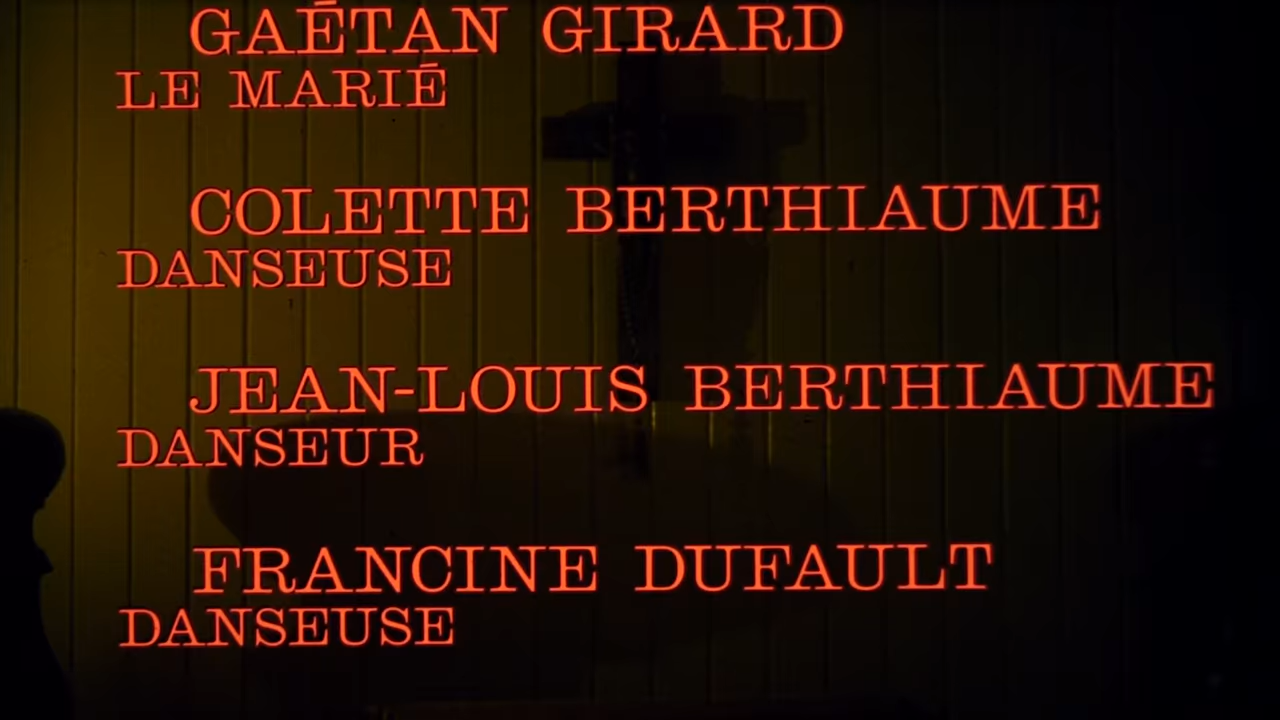 GAÉTAN GIRARD
LE MARIÉ
COLETTE BERTHIAUME
DANSEUSE
JEAN-LOUIS BERTHIAUME
DANSEUR
FRANCINE DUFAULT
DANSEUSE